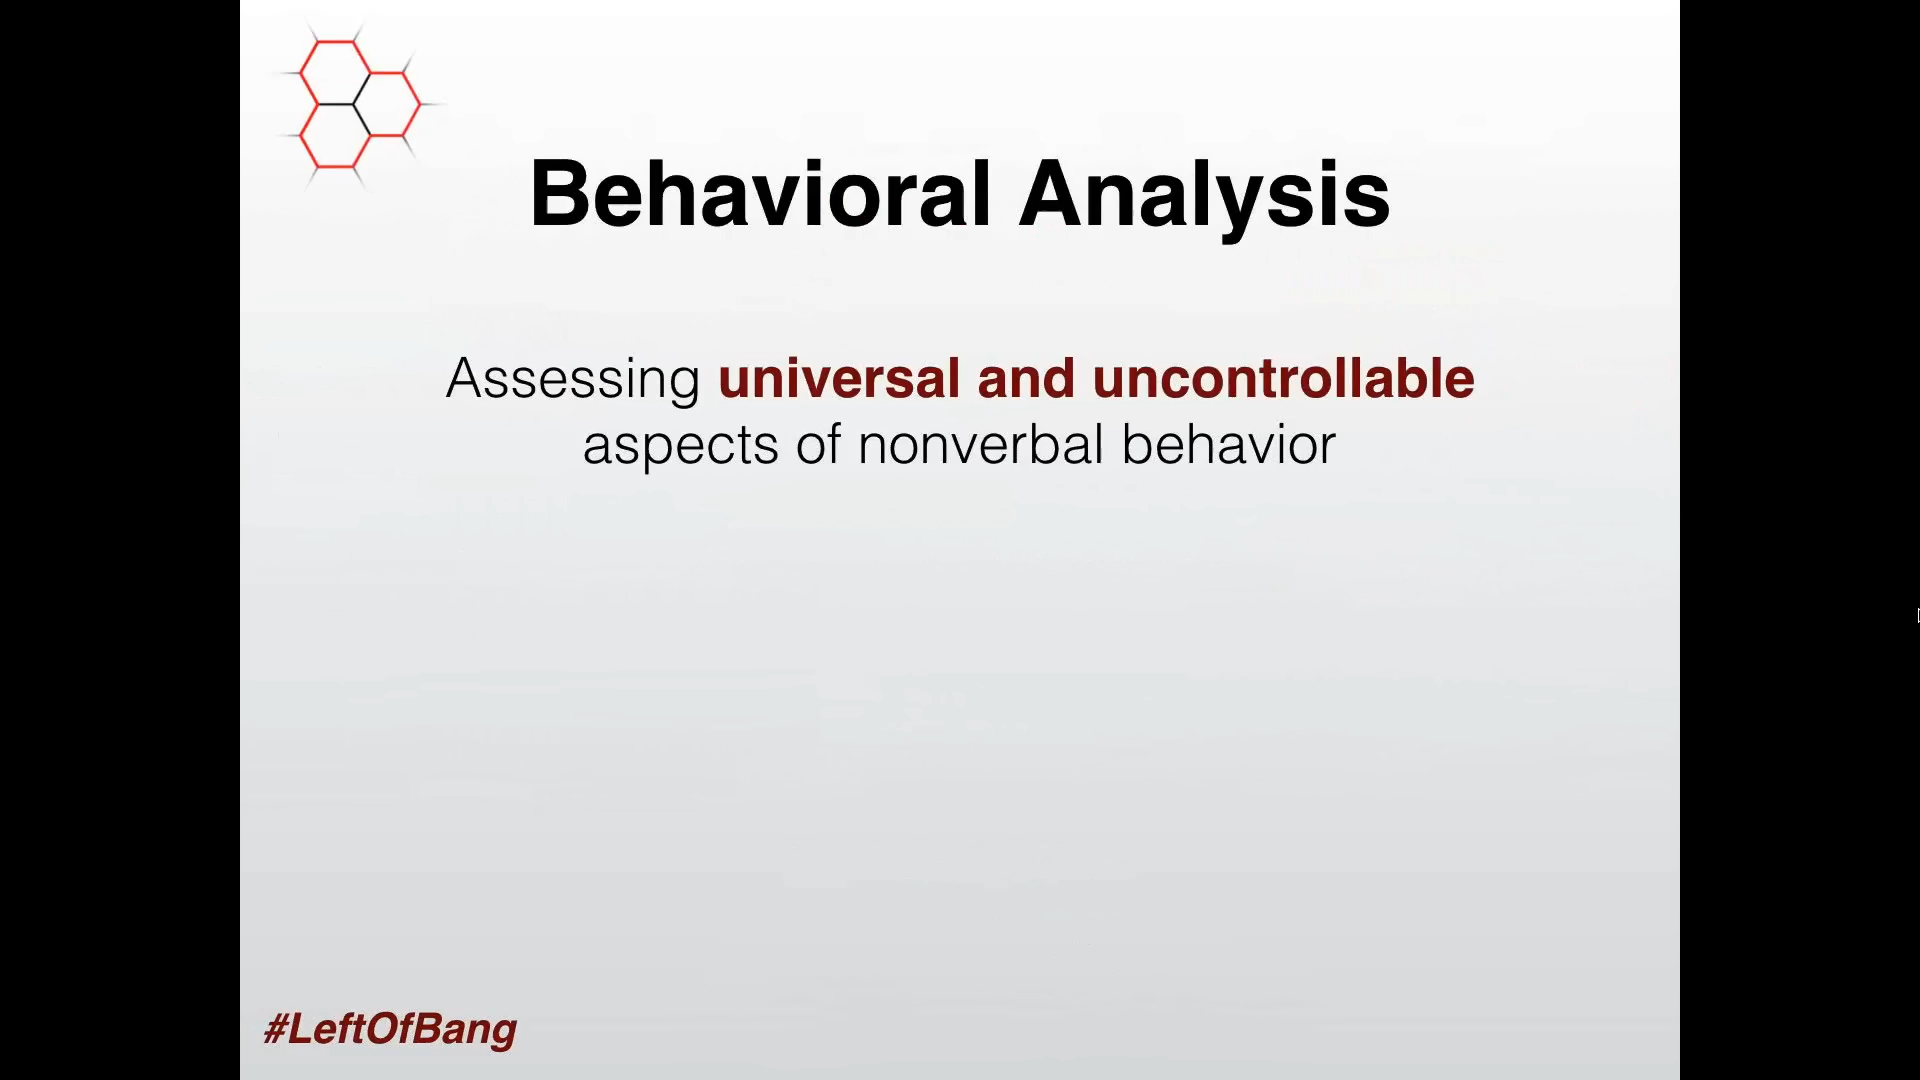 Behavioral Analysis
Assessing universal and uncontrollable
aspects of nonverbal behavior
#LeftOfBang